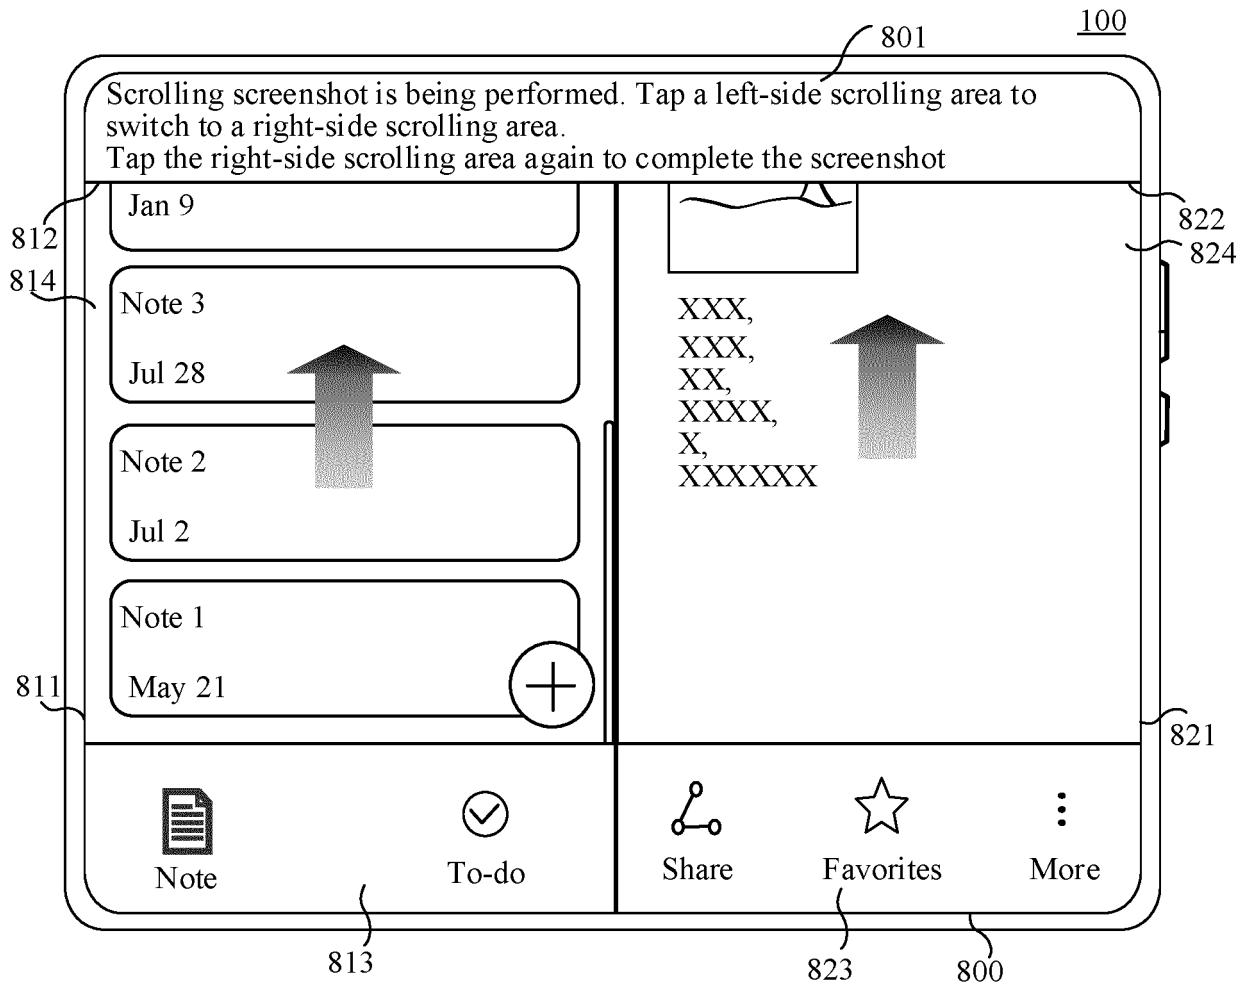 100
801
Scrolling screenshot is being performed. Tap a left-side scrolling area to
switch to a right-side scrolling area.
Tap the right-side scrolling area again to complete the screenshot
812
814
822
824
Jan 9
Note 3
Jul 28
Note 2
Jul 2
Note 1
May 21
XXX,
XXX,
XX,
XXXX,
X,
XXXXXX
811
821
Note
To-do
Share
Favorites
More
813
823
800